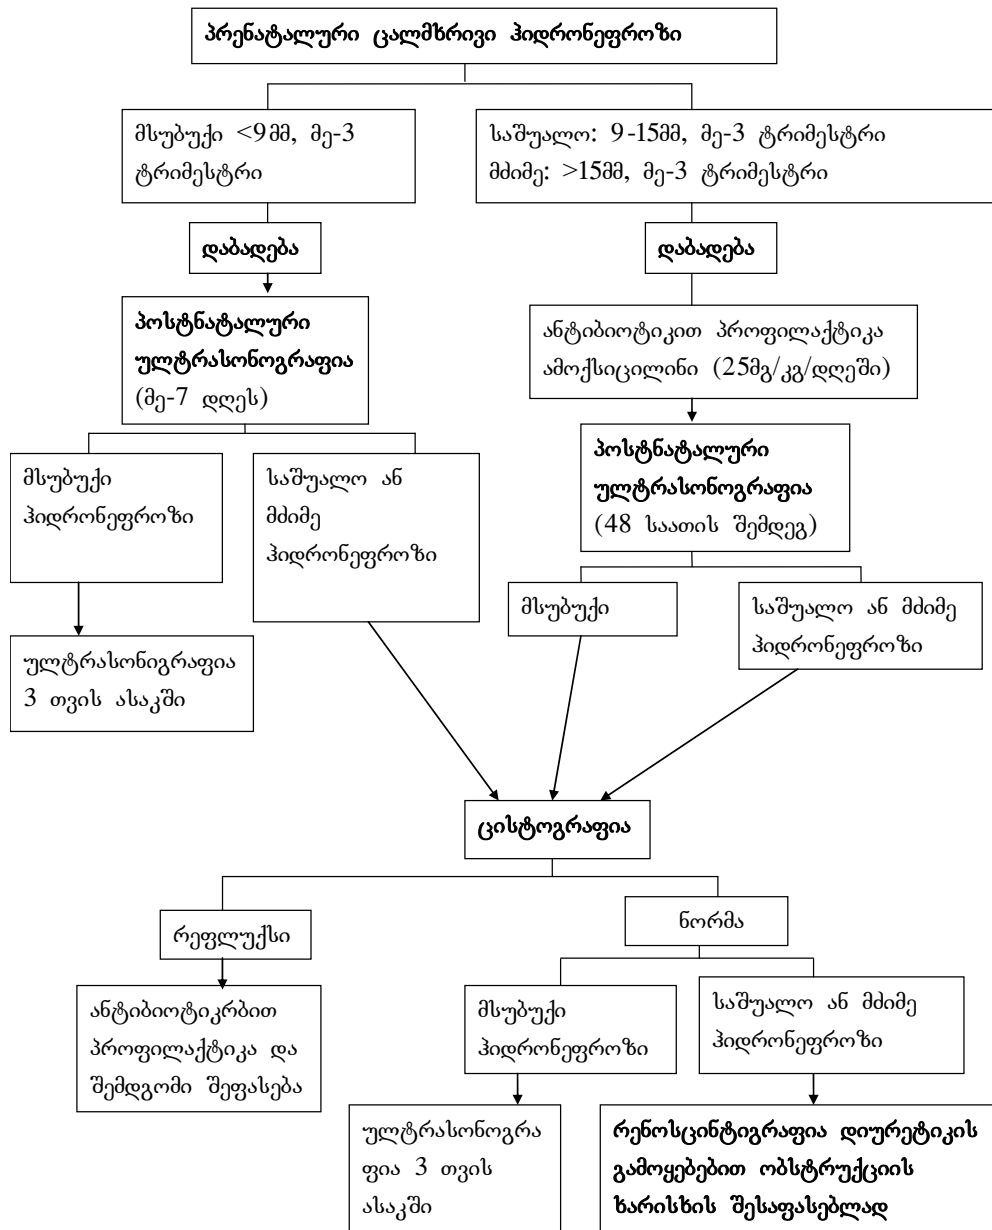 პრენატალური ცალმხრივი ჰიდრონეფროზი
მსუბუქი <9მმ, მე-3
ტრიმესტრი
საშუალო: 9-15მმ, მე-3 ტრიმესტრი
მძიმე: >15მმ, მე-3 ტრიმესტრი
დაბადება
დაბადება
პოსტნატალური
ულტრასონოგრაფია
(მე-7 დღეს)
ანტიბიოტიკით პროფილაქტიკა
ამოქსიცილინი (25მგ/კგ/დღეში)
პოსტნატალური
ულტრასონოგრაფია
(48 საათის შემდეგ)
მსუბუქი
ჰიდრონეფროზი
საშუალო ან
მძიმე
ჰიდრონეფროზი
მსუბუქი
საშუალო ან მძიმე
ჰიდრონეფროზი
ულტრასონიგრაფია
3 თვის ასაკში
ცისტოგრაფია
რეფლუქსი
ნორმა
ანტიბიოტიკრბით
პროფილაქტიკა და
შემდგომი შეფასება
მსუბუქი
ჰიდრონეფროზი
საშუალო ან მძიმე
ჰიდრონეფროზი
ულტრასონოგრა
ფია 3 თვის
ასაკში
რენოსცინტიგრაფია დიურეტიკის
გამოყებებით ობსტრუქციის
ხარისხის შესაფასებლად